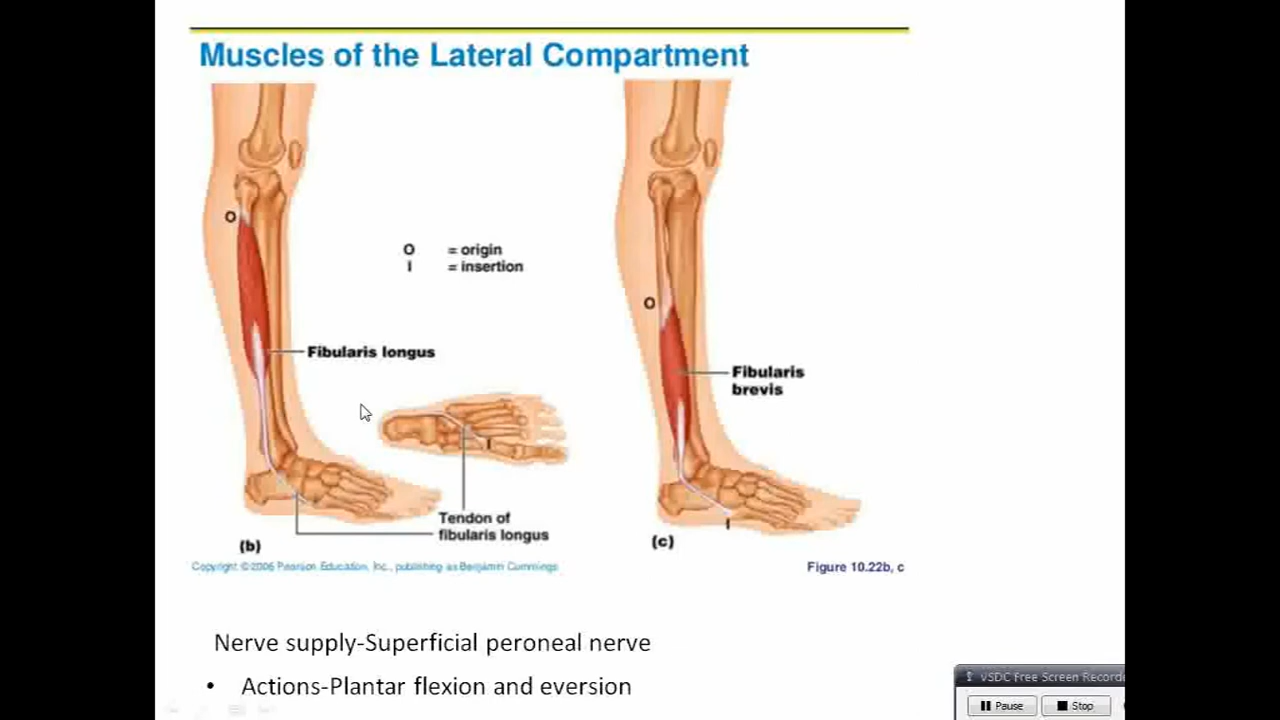 Muscles of the Lateral Compartment
O
O = origin
I = insertion
O
Fibularis longus
Fibularis
brevis
I
Tendon of
fibularis longus
I
(b)
(c)
Copyright © 2006 Pearson Education, Inc., publishing as Benjamin Cummings
Figure 10.22b, c
Nerve supply-Superficial peroneal nerve
• Actions-Plantar flexion and eversion
VSDC Free Screen Recorde
Pause
Stop